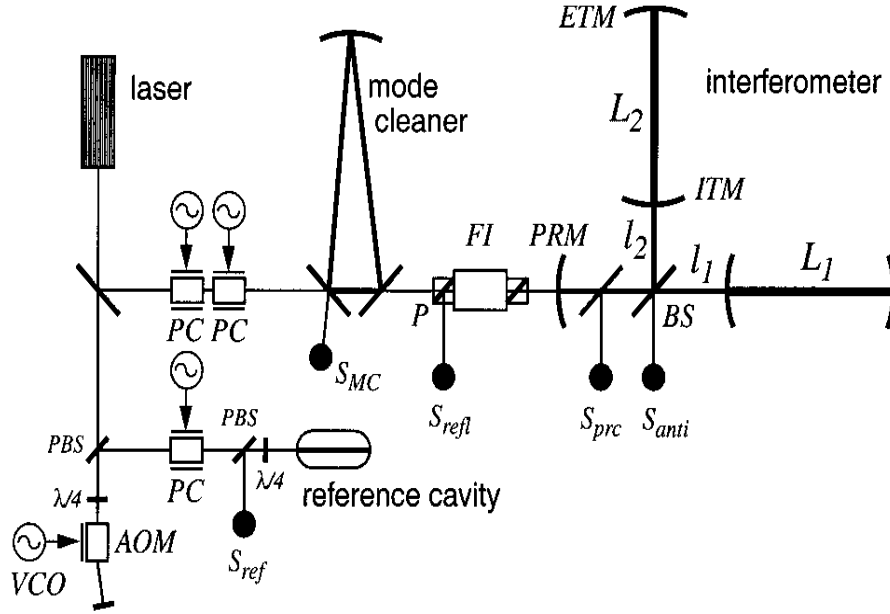 ETM
laser
mode
cleaner
interferometer
L2
ITM
FI
PRM
l2
l1
L1
P
BS
PC
PC
SMC
Srefl
Sprc
Santi
PBS
PBS
PC
λ/4
reference cavity
λ/4
AOM
Sref
VCO